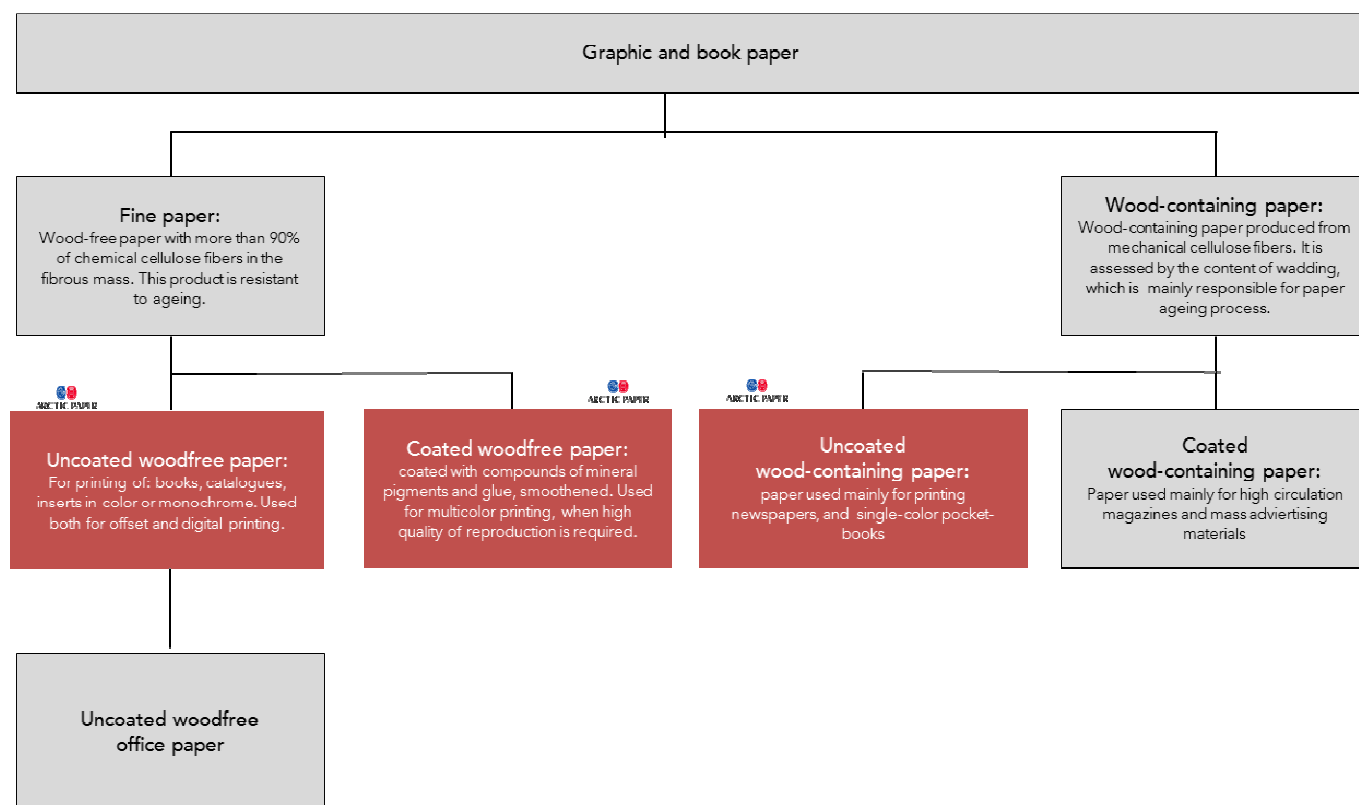 Graphic and book paper
Fine paper:
Wood-free paper with more than 90%
of chemical cellulose fibers in the
fibrous mass. This product is resistant
to ageing.
Wood-containing paper:
Wood-containing paper produced from
mechanical cellulose fibers. It is
assessed by the content of wadding,
which is mainly responsible for paper
ageing process.
ARCTIC PAPER
ARCTIC PAPER
ARCTIC PAPER
Uncoated woodfree paper:
For printing of: books, catalogues,
inserts in color or monochrome. Used
both for offset and digital printing.
Coated woodfree paper:
coated with compounds of mineral
pigments and glue, smoothened. Used
for multicolor printing, when high
quality of reproduction is required.
Uncoated
wood-containing paper:
paper used mainly for printing
newspapers, and single-color pocket-
books
Coated
wood-containing paper:
Paper used mainly for high circulation
magazines and mass adviertising
materials
Uncoated woodfree
office paper